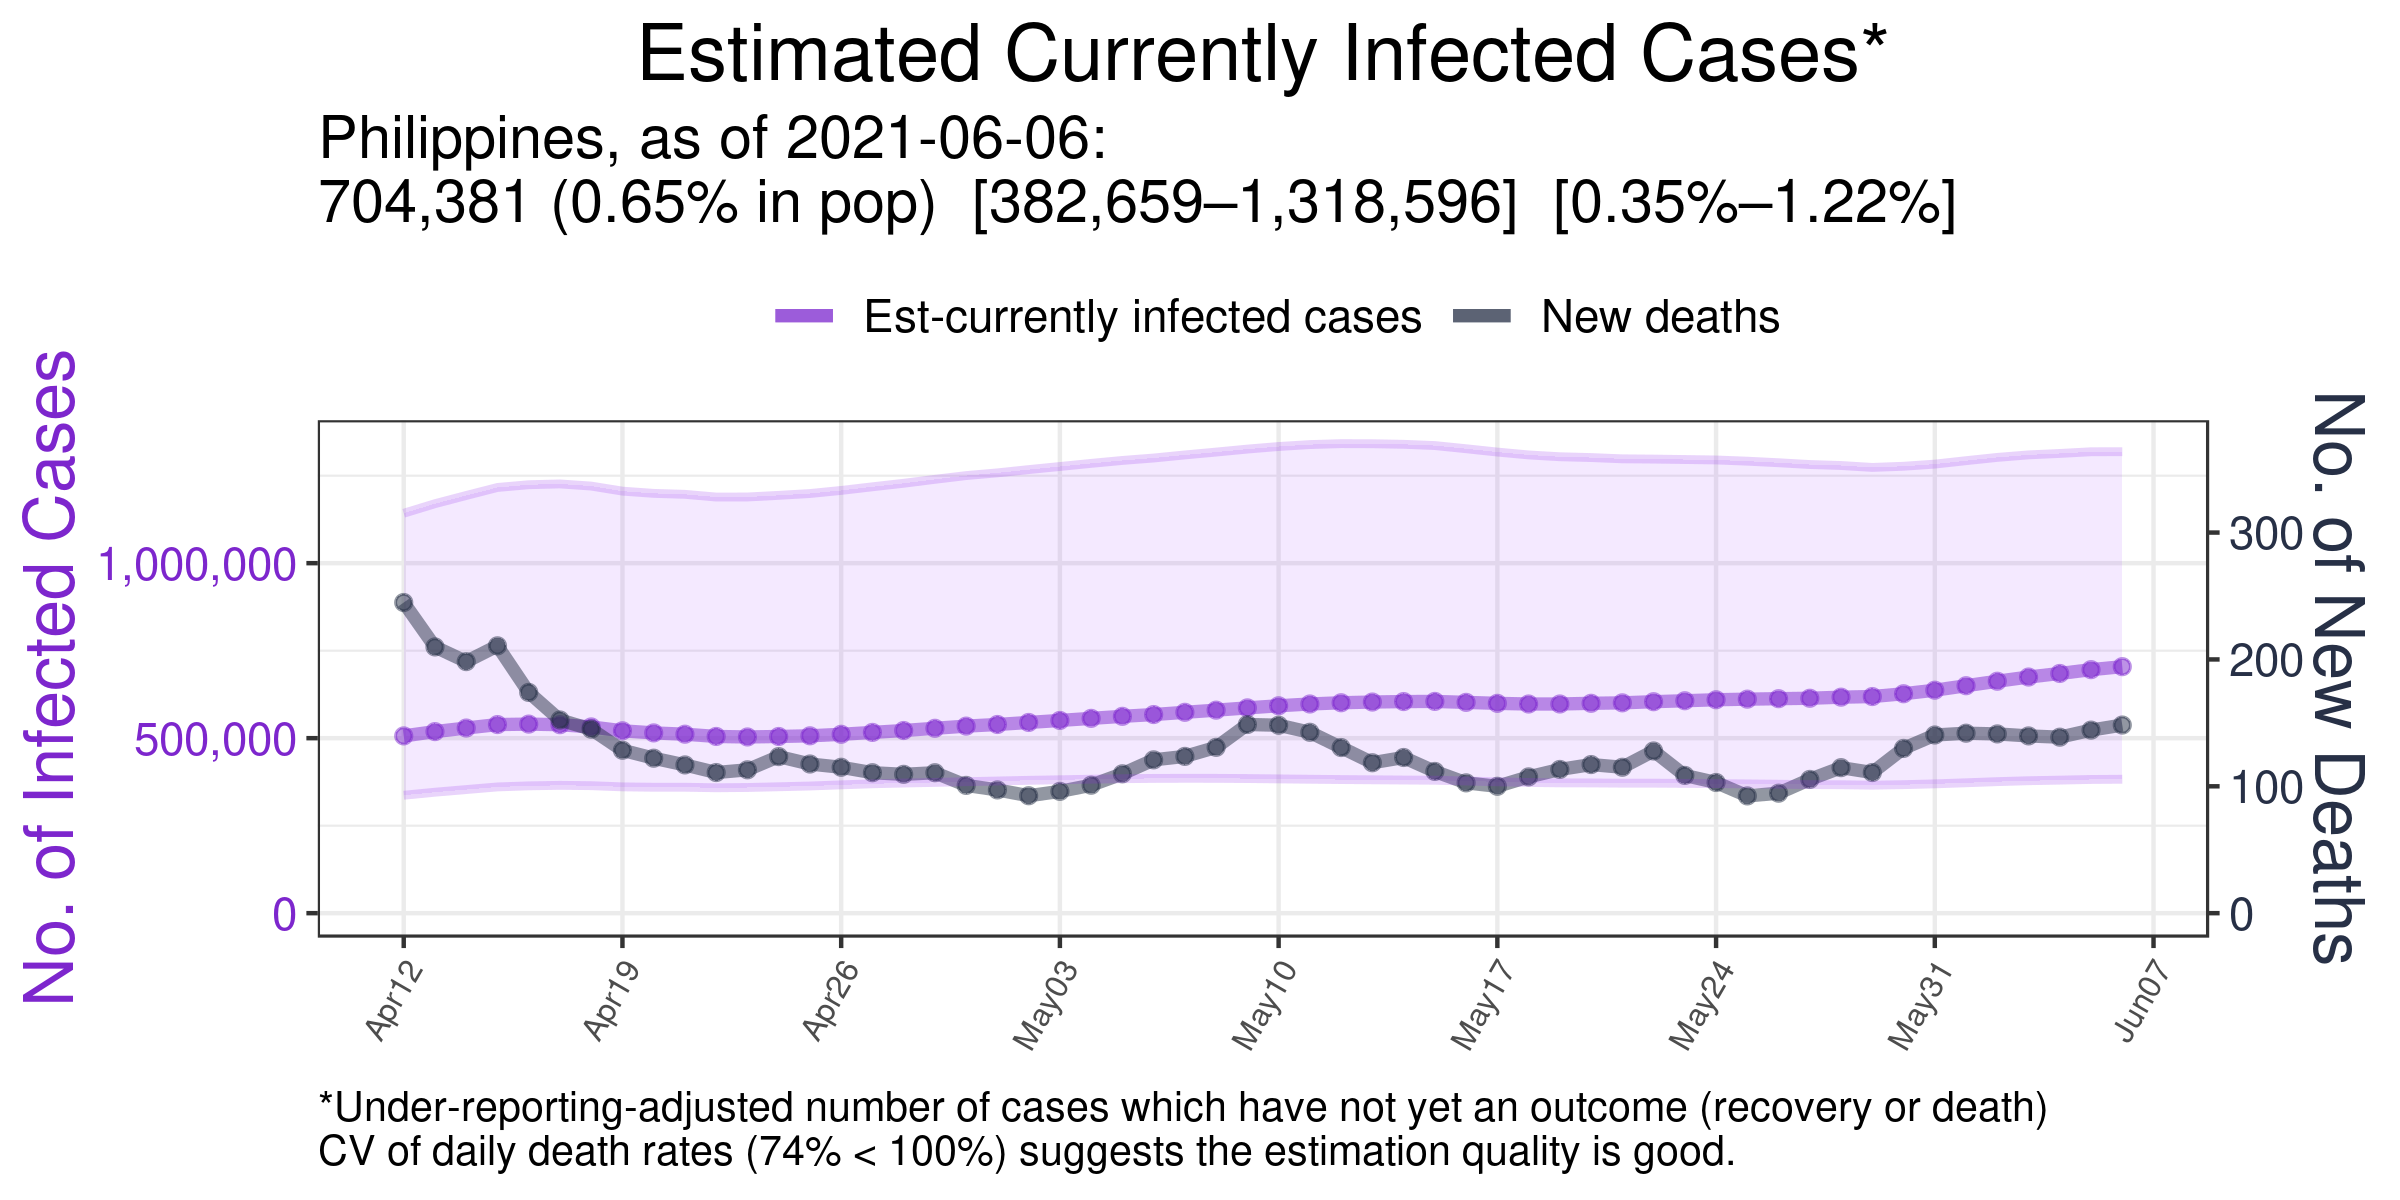 Estimated Currently Infected Cases*
Philippines, as of 2021-06-06:
704,381 (0.65% in pop) [382,659–1,318,596] [0.35%–1.22%]
Est-currently infected cases
New deaths
No. of Infected Cases
1,000,000
500,000
0
No. of New Deaths
300
200
100
0
Apr12
Apr19
Apr26
May03
May10
May17
May24
May31
Jun07
*Under-reporting-adjusted number of cases which have not yet an outcome (recovery or death)
CV of daily death rates (74% < 100%) suggests the estimation quality is good.